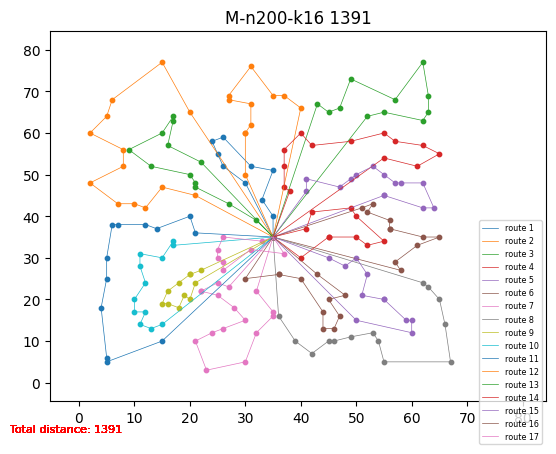 M-n200-k16 1391
80
70
60
50
40
30
20
10
0
0
10
20
30
40
50
60
70
80
route 1
route 2
route 3
route 4
route 5
route 6
route 7
route 8
route 9
route 10
route 11
route 12
route 13
route 14
route 15
route 16
route 17
Total distance: 1391